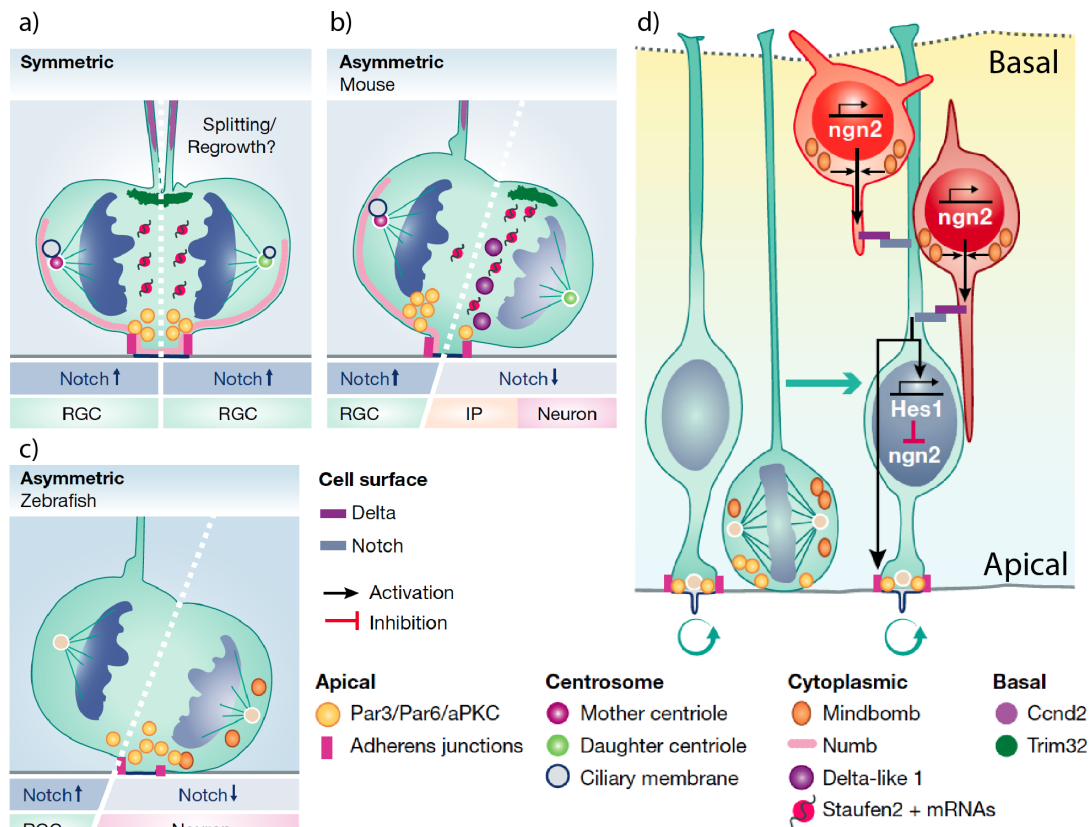 a)
Symmetric
Splitting/
Regrowth?
Notch↑
Notch↑
RGC
RGC
b)
Asymmetric
Mouse
Notch↑
Notch↓
RGC
IP
Neuron
c)
Asymmetric
Zebrafish
Notch↑
Notch↓
RGC
Neuron
d)
Basal
ngn2
ngn2
Hes1
ngn2
Apical
Cell surface
Delta
Notch
Activation
Inhibition
Apical
Par3/Par6/aPKC
Adherens junctions
Centrosome
Mother centriole
Daughter centriole
Ciliary membrane
Cytoplasmic
Mindbomb
Numb
Delta-like 1
Staufen2 + mRNAs
Basal
Ccnd2
Trim32